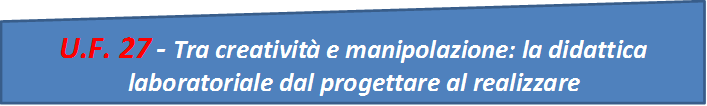 U.F. 27 - Tra creatività e manipolazione: la didattica
laboratoriale dal progettare al realizzare